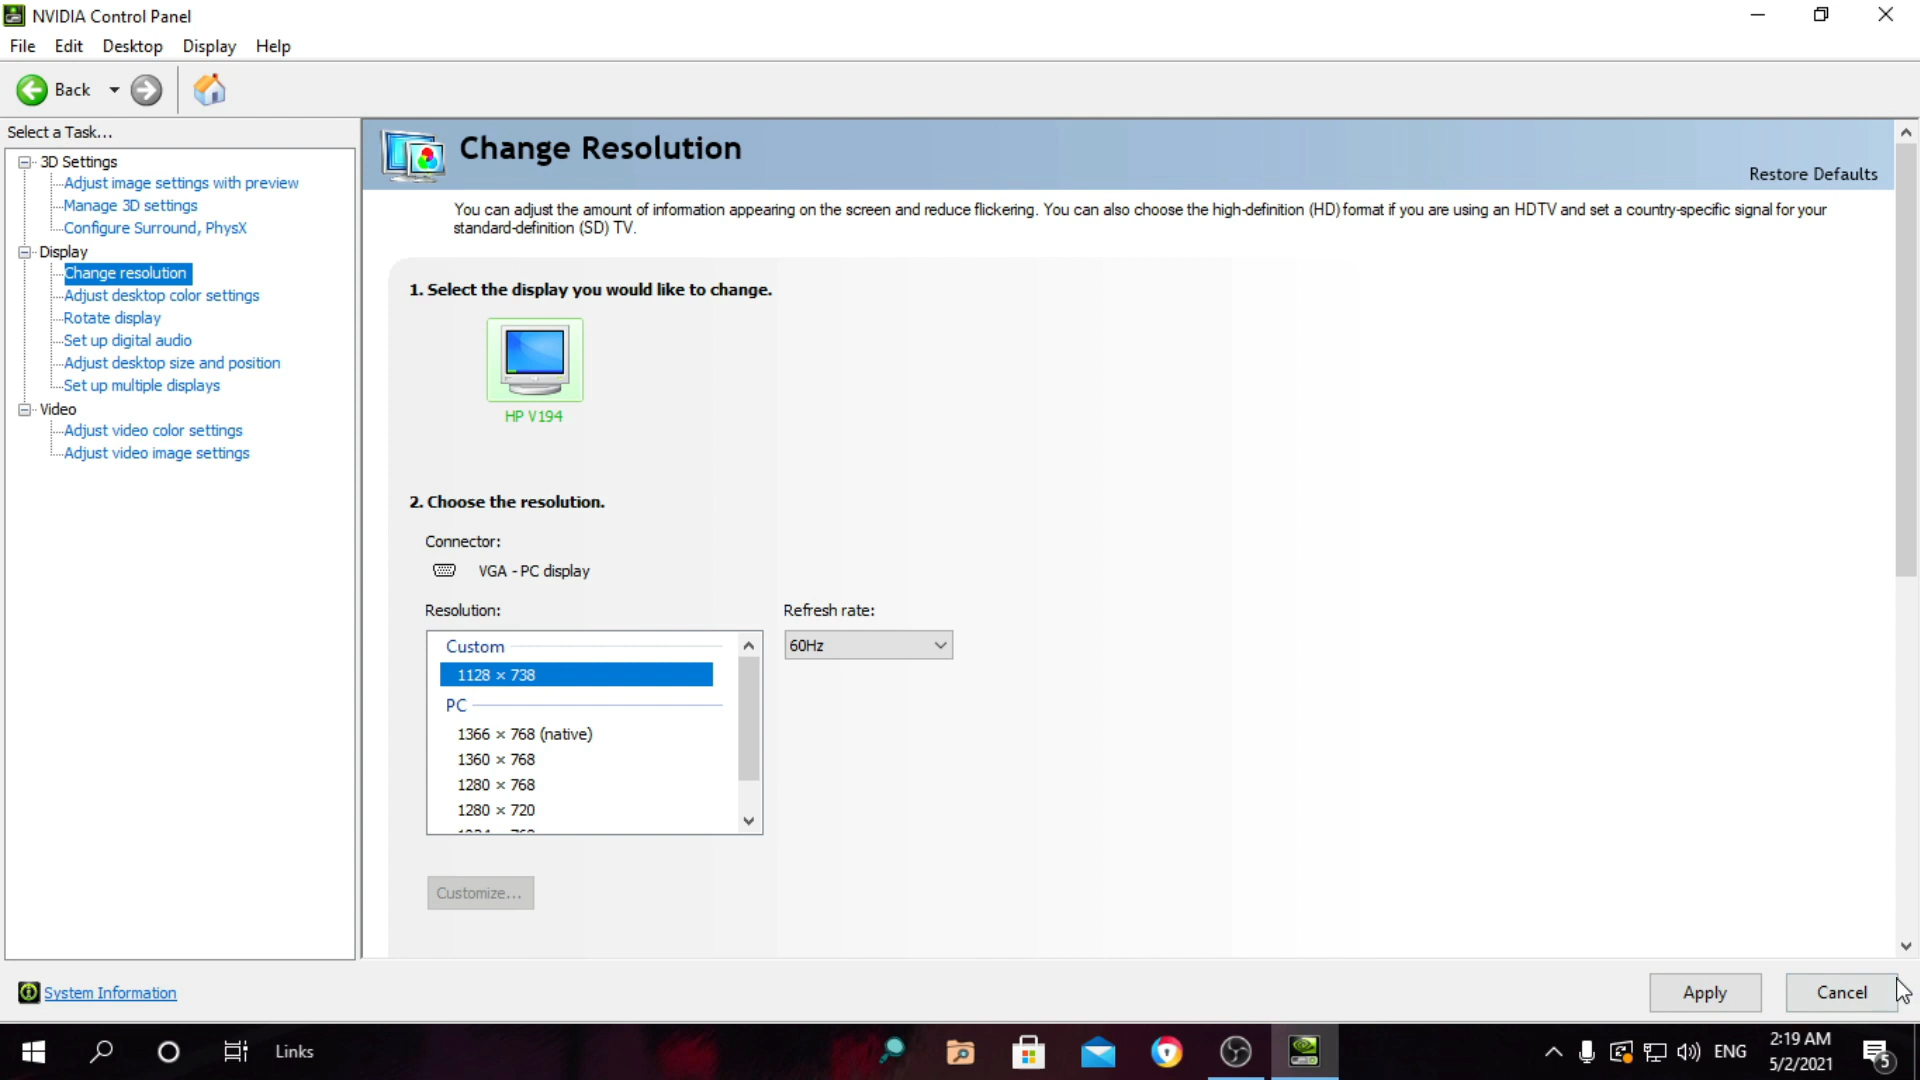 NVIDIA Control Panel
File Edit Desktop Display Help
Back
Select a Task...
3D Settings
Adjust image settings with preview
Manage 3D settings
Configure Surround, PhysX
Display
Change resolution
Adjust desktop color settings
Rotate display
Set up digital audio
Adjust desktop size and position
Set up multiple displays
Video
Adjust video color settings
Adjust video image settings
System Information
Change Resolution
Restore Defaults
You can adjust the amount of information appearing on the screen and reduce flickering. You can also choose the high-definition (HD) format if you are using an HDTV and set a country-specific signal for your
standard-definition (SD) TV.
1. Select the display you would like to change.
HP V194
2. Choose the resolution.
Connector:
VGA - PC display
Resolution:
Refresh rate:
Custom
60Hz
1128 × 738
PC
1366 × 768 (native)
1360 × 768
1280 × 768
1280 × 720
Customize...
Apply
Cancel
Links
ENG
2:19 AM
5/2/2021
5